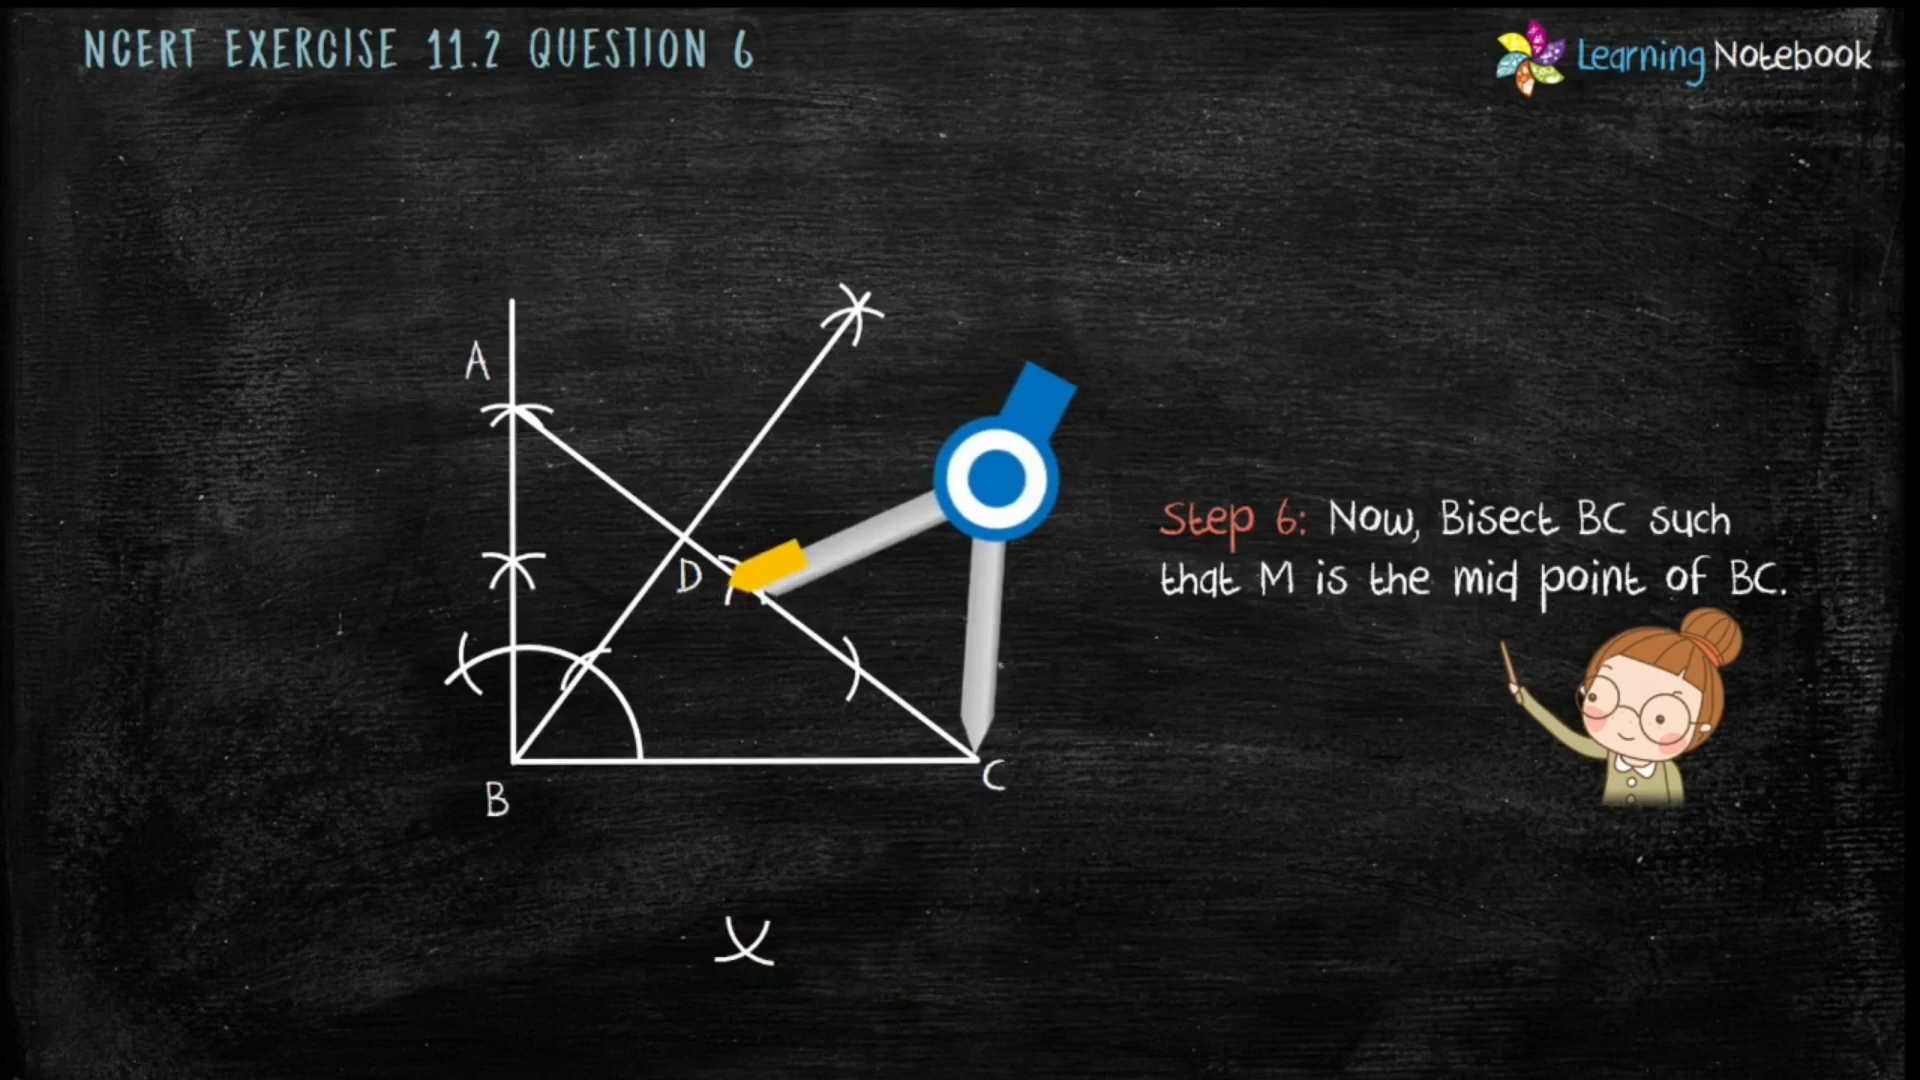 NCERT EXERCISE 11.2 QUESTION 6
Learning Notebook
A
D
B
C
Step 6: Now, Bisect BC such
that M is the mid point of BC.